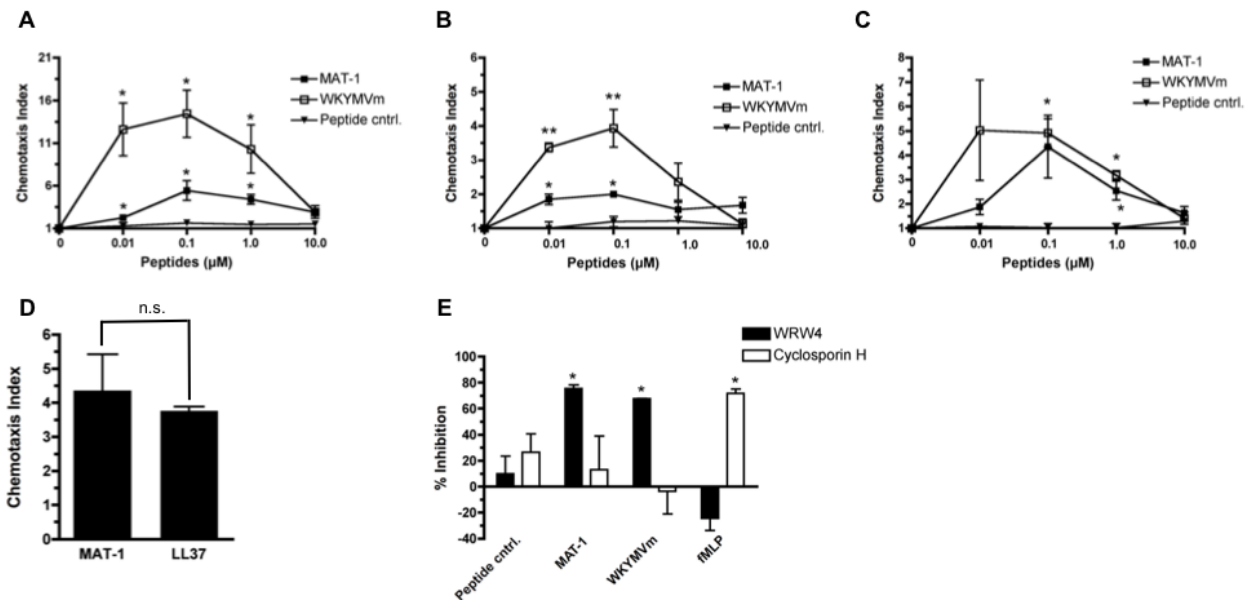 A
21
16
11
6
1
Chemotaxis Index
0 0.01 0.1 1.0 10.0
Peptides (µM)
MAT-1
WKYMVm
Peptide cntrl.
* * *
* * *
B
6
5
4
3
2
1
Chemotaxis Index
0 0.01 0.1 1.0 10.0
Peptides (µM)
MAT-1
WKYMVm
Peptide cntrl.
** **
* *
C
8
7
6
5
4
3
2
1
Chemotaxis Index
0 0.01 0.1 1.0 10.0
Peptides (µM)
MAT-1
WKYMVm
Peptide cntrl.
* *
*
D
n.s.
6
5
4
3
2
1
0
Chemotaxis Index
MAT-1 LL37
E
WRW4
Cyclosporin H
100
80
60
40
20
0
-20
-40
% Inhibition
* * *
Peptide cntrl.
MAT-1
WKYMVm
fMLP